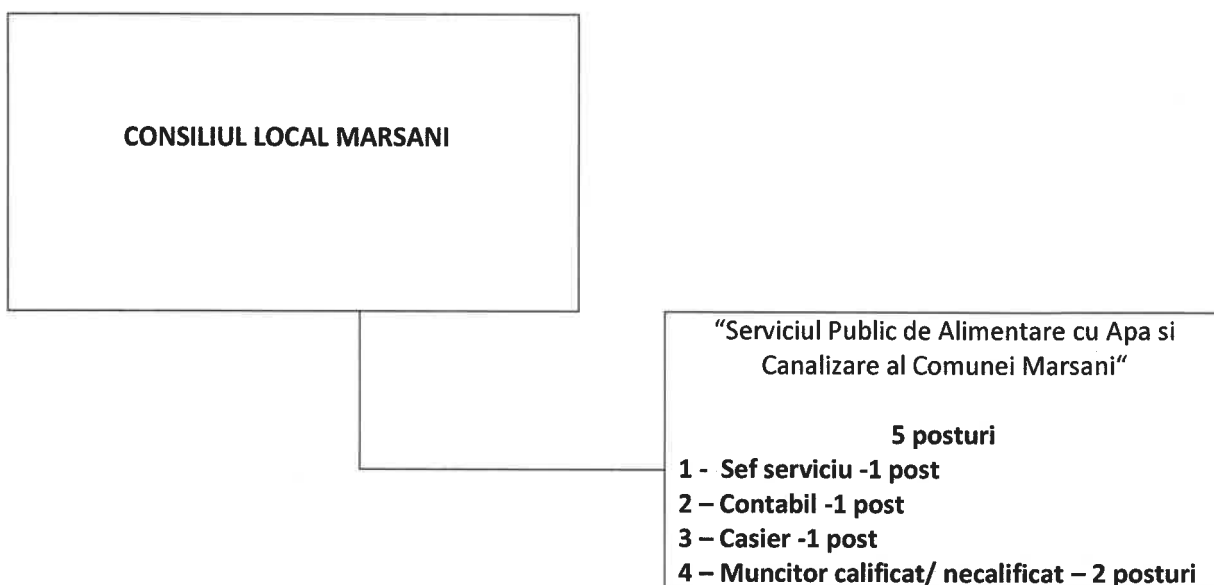 CONSILIUL LOCAL MARSANI
“Serviciul Public de Alimentare cu Apa si
Canalizare al Comunei Marsani“
5 posturi
1 - Sef serviciu -1 post
2 – Contabil -1 post
3 – Casier -1 post
4 – Muncitor calificat/ necalificat – 2 posturi